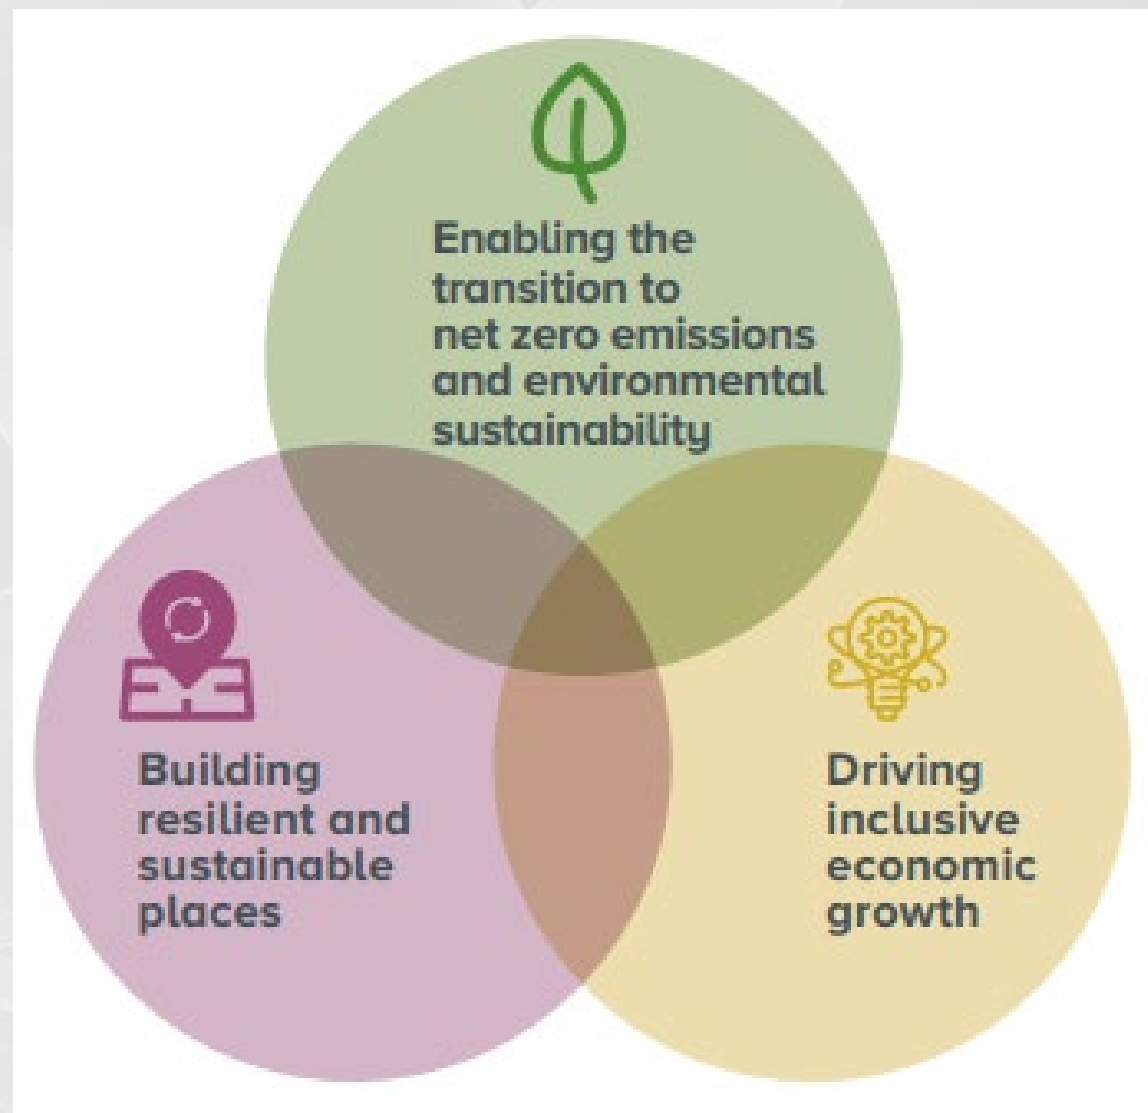 Enabling the
transition to
net zero emissions
and environmental
sustainability
Building
resilient and
sustainable
places
Driving
inclusive
economic
growth